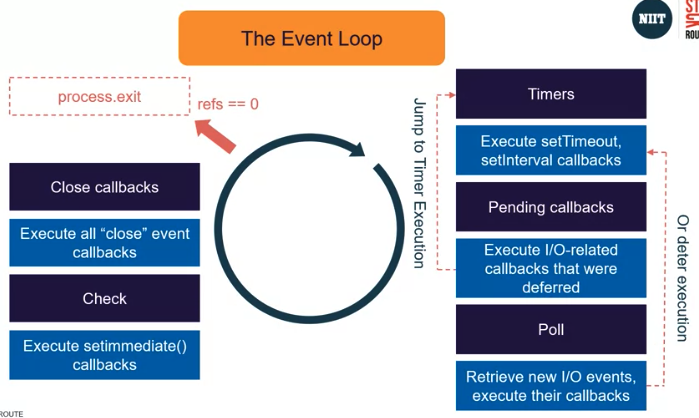 The Event Loop
NIIT
process.exit
refs == 0
Close callbacks
Execute all “close” event
callbacks
Check
Execute setimmediate()
callbacks
Jump to Timer Execution
Timers
Execute setTimeout,
setInterval callbacks
Pending callbacks
Execute I/O-related
callbacks that were
deferred
Poll
Retrieve new I/O events,
execute their callbacks
Or deter execution
ROUTE